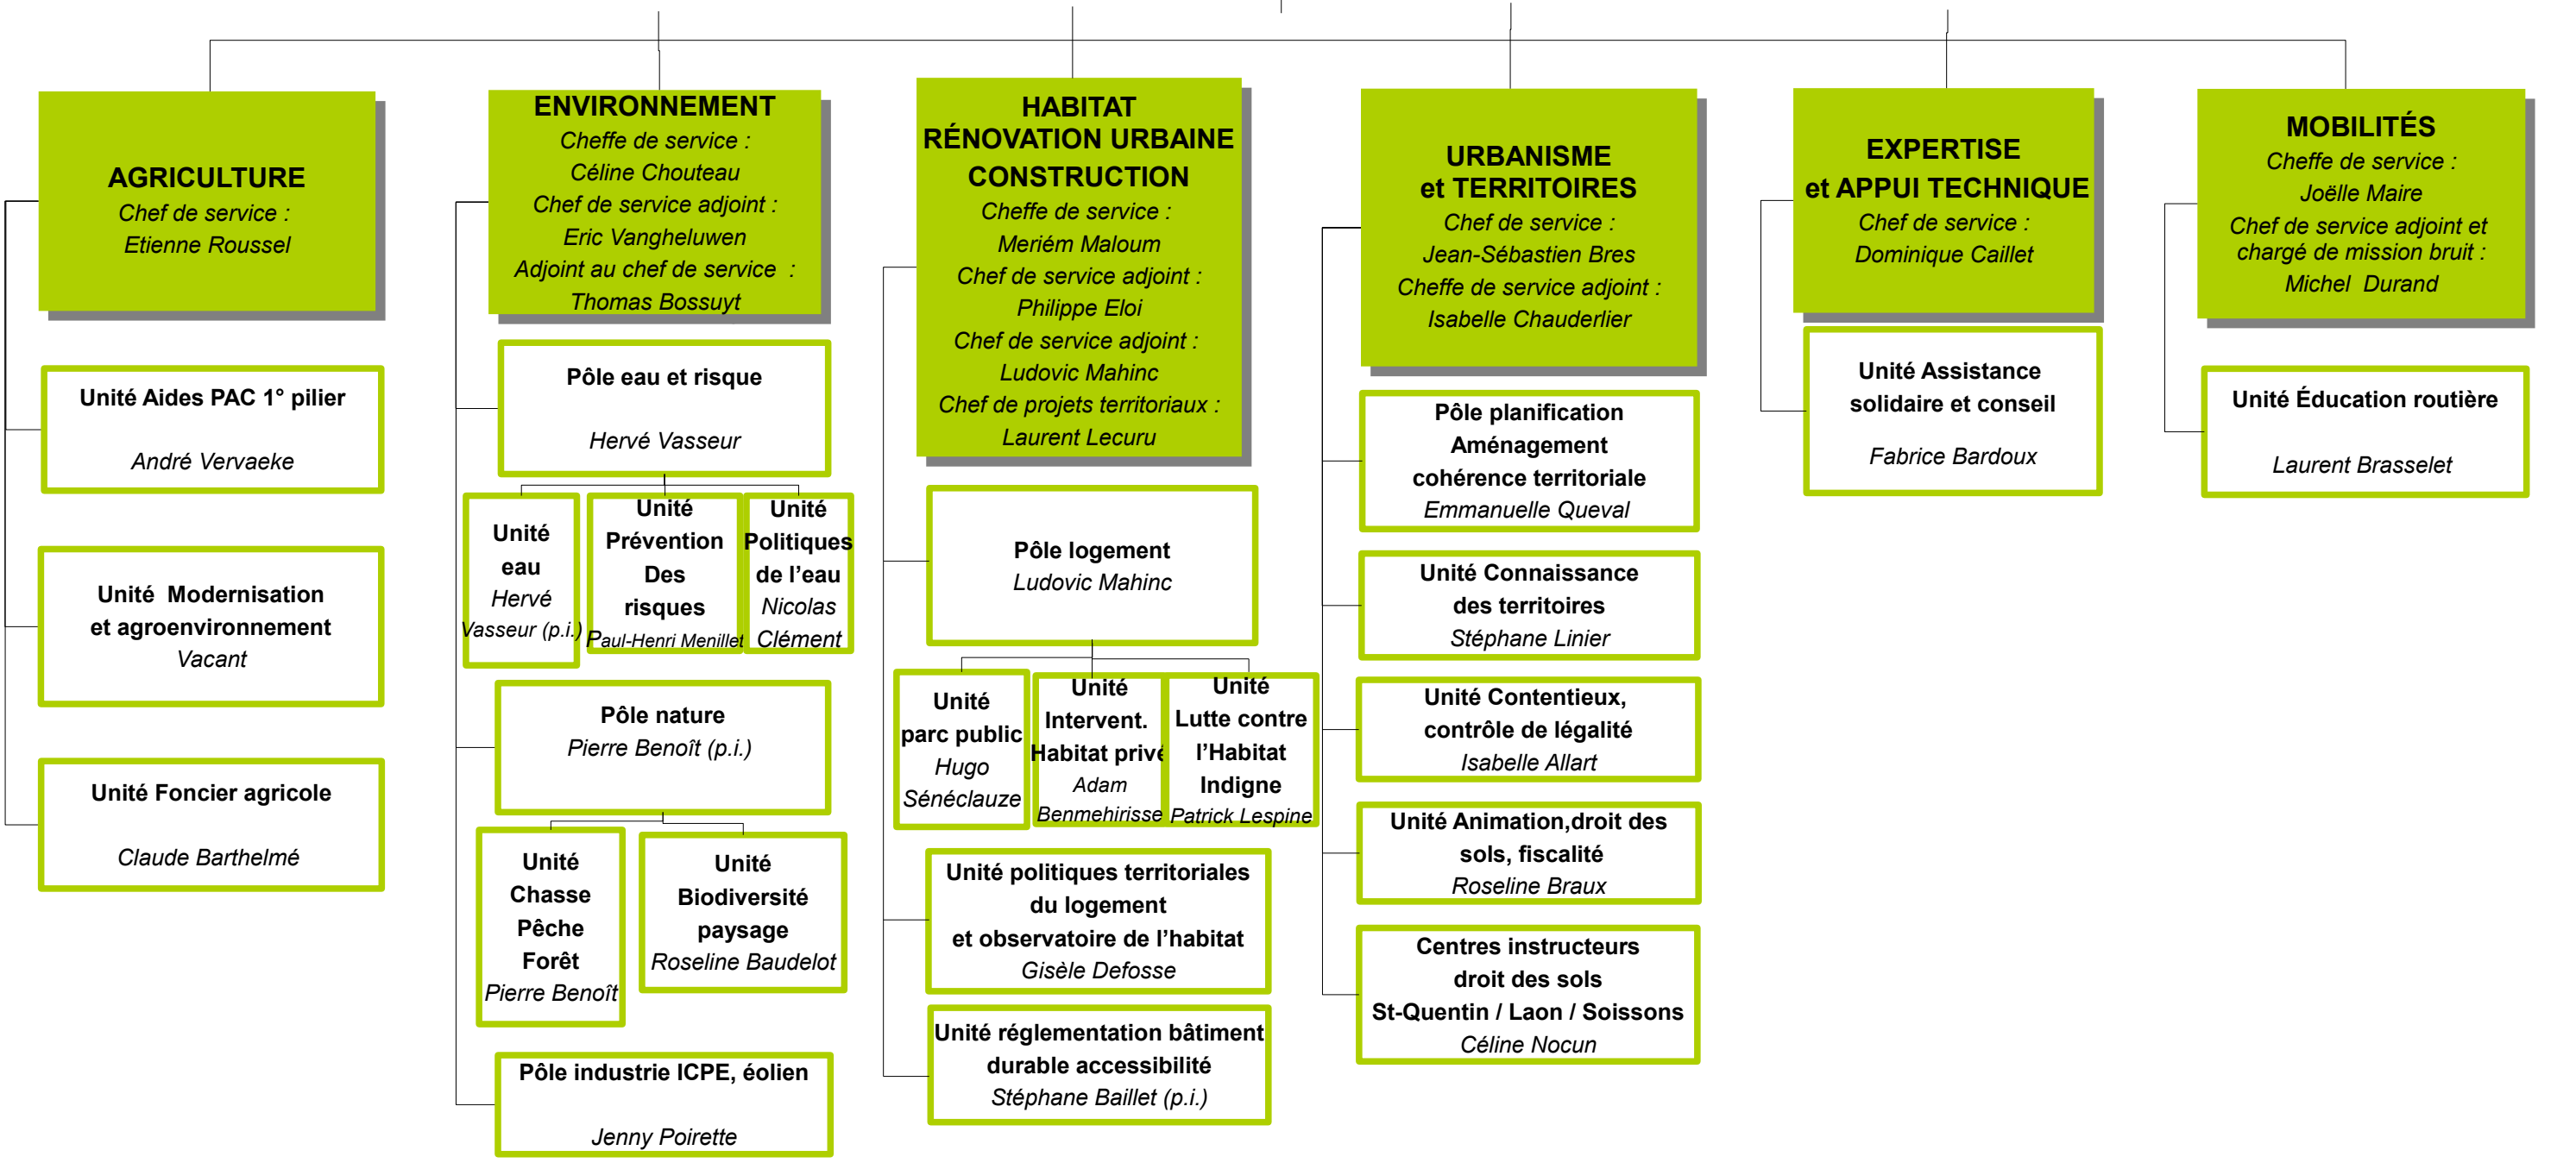 AGRICULTURE
Chef de service :
Etienne Roussel
Unité Aides PAC 1° pilier
André Vervaeke
Unité  Modernisation
et agroenvironnement
Vacant
Unité Foncier agricole
Claude Barthelmé
ENVIRONNEMENT
Cheffe de service :
Céline Chouteau
Chef de service adjoint :
Eric Vangheluwen
Adjoint au chef de service  :
Thomas Bossuyt
Pôle eau et risque
Hervé Vasseur
Unité
eau
Hervé
Vasseur (p.i.)
Unité
Prévention
Des
risques
Paul-Henri Menillet
Unité
Politiques
de l’eau
Nicolas
Clément
Pôle nature
Pierre Benoît (p.i.)
Unité
Chasse
Pêche
Forêt
Pierre Benoît
Unité
Biodiversité
paysage
Roseline Baudelot
Pôle industrie ICPE, éolien
Jenny Poirette
HABITAT
RÉNOVATION URBAINE
CONSTRUCTION
Cheffe de service :
Meriém Maloum
Chef de service adjoint :
Philippe Eloi
Chef de service adjoint :
Ludovic Mahinc
Chef de projets territoriaux :
Laurent Lecuru
Pôle logement
Ludovic Mahinc
Unité
parc public
Hugo
Sénéclauze
Unité
Intervent.
Habitat privé
Adam
Benmehirisse
Unité
Lutte contre
l’Habitat
Indigne
Patrick Lespine
Unité politiques territoriales
du logement
et observatoire de l’habitat
Gisèle Defosse
Unité réglementation bâtiment
durable accessibilité
Stéphane Baillet (p.i.)
URBANISME
et TERRITOIRES
Chef de service :
Jean-Sébastien Bres
Cheffe de service adjoint :
Isabelle Chauderlier
Pôle planification
Aménagement
cohérence territoriale
Emmanuelle Queval
Unité Connaissance
des territoires
Stéphane Linier
Unité Contentieux,
contrôle de légalité
Isabelle Allart
Unité Animation,droit des
sols, fiscalité
Roseline Braux
Centres instructeurs
droit des sols
St-Quentin / Laon / Soissons
Céline Nocun
EXPERTISE
et APPUI TECHNIQUE
Chef de service :
Dominique Caillet
Unité Assistance
solidaire et conseil
Fabrice Bardoux
MOBILITÉS
Cheffe de service :
Joëlle Maire
Chef de service adjoint et
chargé de mission bruit :
Michel  Durand
Unité Éducation routière
Laurent Brasselet